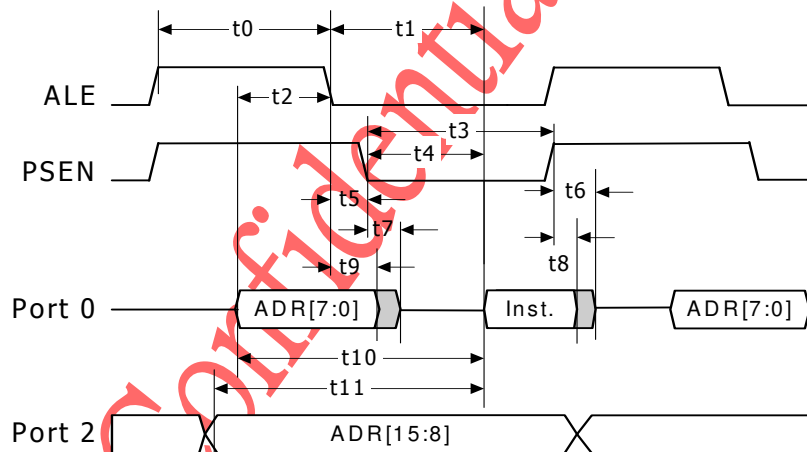 t0 t1
ALE t2
t3
PSEN t4
t5 t6
t7
t9 t8
Port 0 ADR[7:0] Inst. ADR[7:0]
t10
t11
Port 2 ADR[15:8]
Confidential